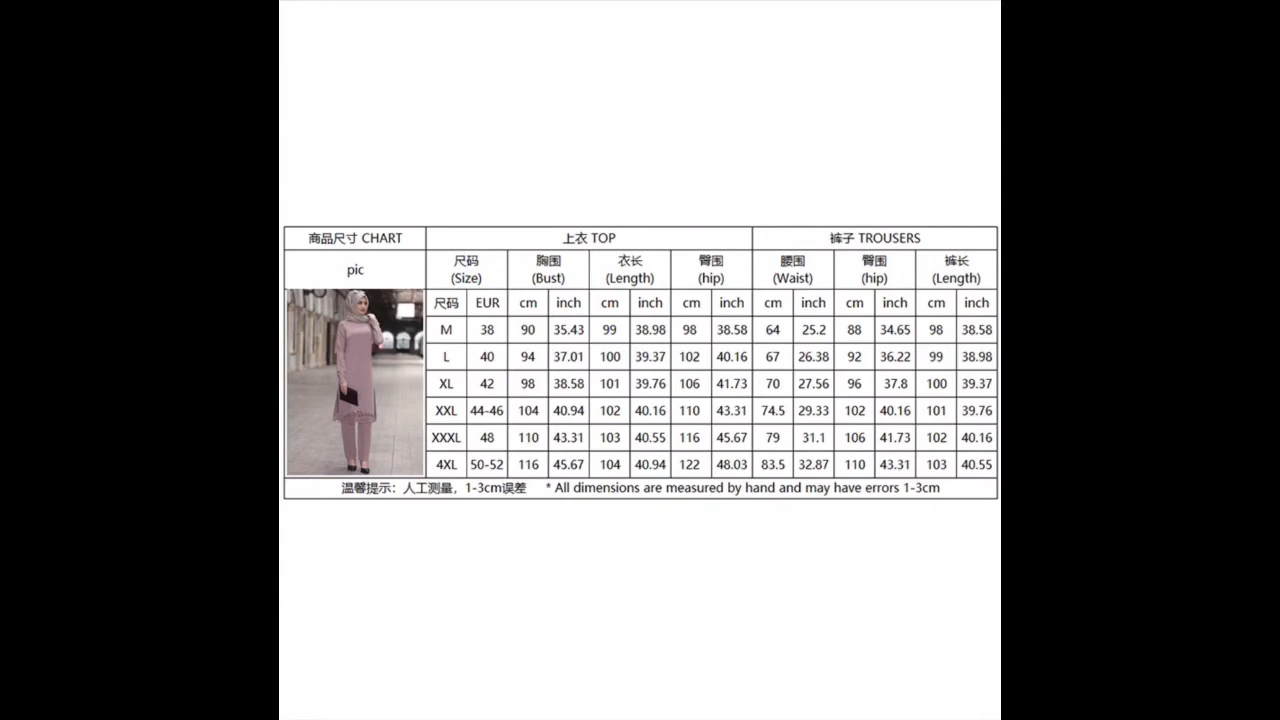 商品尺寸 CHART 上衣 TOP 裤子 TROUSERS
pic 尺码 (Size) 胸围 (Bust) 衣长 (Length) 臀围 (hip) 腰围 (Waist) 臀围 (hip) 裤长 (Length)
尺码 EUR cm inch cm inch cm inch cm inch cm inch cm inch
M 38 90 35.43 99 38.98 98 38.58 64 25.2 88 34.65 98 38.58
L 40 94 37.01 100 39.37 102 40.16 67 26.38 92 36.22 99 38.98
XL 42 98 38.58 101 39.76 106 41.73 70 27.56 96 37.8 100 39.37
XXL 44-46 104 40.94 102 40.16 110 43.31 74.5 29.33 102 40.16 101 39.76
XXXL 48 110 43.31 103 40.55 116 45.67 79 31.1 106 41.73 102 40.16
4XL 50-52 116 45.67 104 40.94 122 48.03 83.5 32.87 110 43.31 103 40.55
温馨提示：人工测量，1-3cm误差 * All dimensions are measured by hand and may have errors 1-3cm